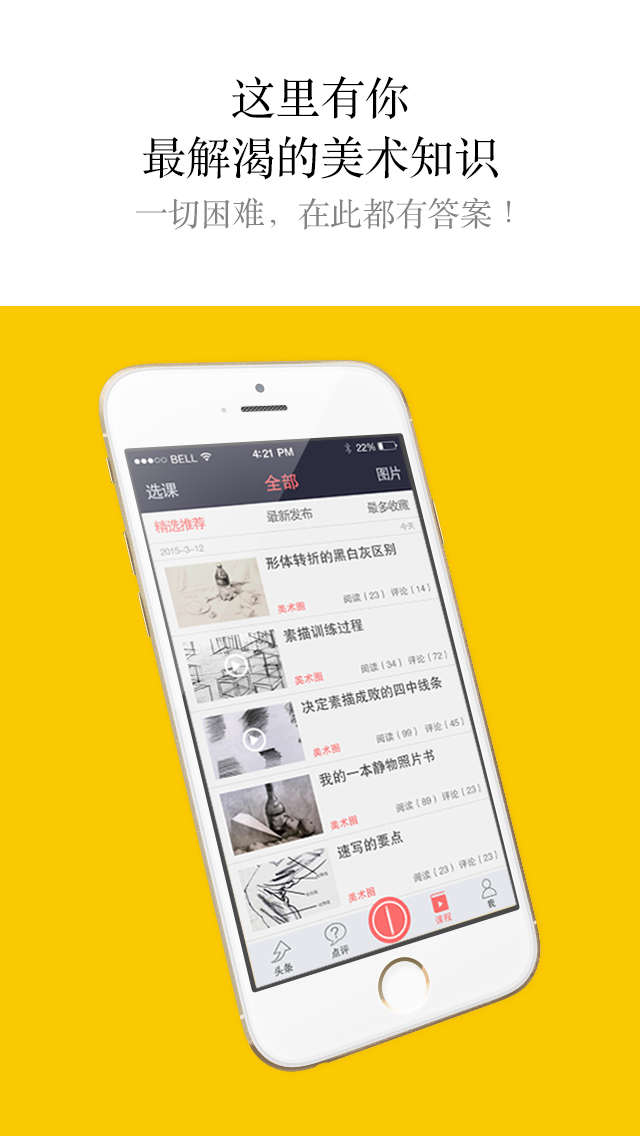 这里有你
最解渴的美术知识
一切困难，在此都有答案！
BELL 4:21 PM 22%
选课 全部 图片
精选推荐 最新发布 最多收藏
2015-3-12 今天
形体转折的黑白灰区别
美术圈 阅读（23）评论（14）
素描训练过程
美术圈 阅读（34）评论（72）
决定素描成败的四中线条
美术圈 阅读（99）评论（45）
我的一本静物照片书
美术圈 阅读（89）评论（23）
速写的要点
美术圈 阅读（23）评论（23）
头条 点评 课程 我